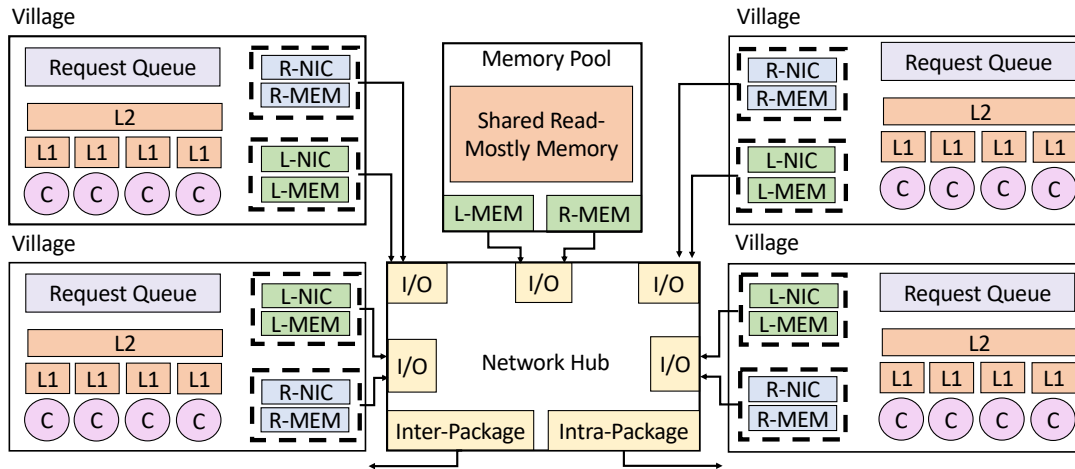 Village
Request Queue
L2
L1 L1 L1 L1
C C C C
R-NIC
R-MEM
L-NIC
L-MEM
Memory Pool
Shared Read-
Mostly Memory
L-MEM R-MEM
Village
R-NIC
R-MEM
L-NIC
L-MEM
Request Queue
L2
L1 L1 L1 L1
C C C C
Village
Request Queue
L2
L1 L1 L1 L1
C C C C
L-NIC
L-MEM
R-NIC
R-MEM
I/O I/O I/O
I/O Network Hub I/O
Inter-Package Intra-Package
Village
L-NIC
L-MEM
R-NIC
R-MEM
Request Queue
L2
L1 L1 L1 L1
C C C C